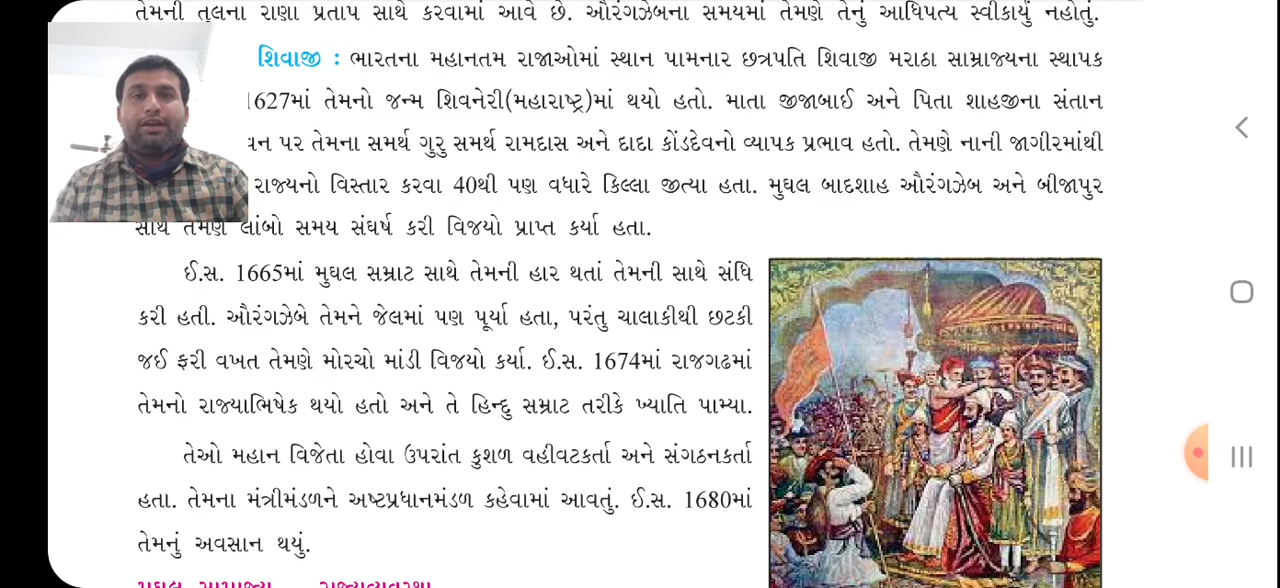 તેમની તુલના રાણા પ્રતાપ સાથે કરવામાં આવે છે. ઔરંગઝેબના સમયમાં તેમણે તેનું આધિપત્ય સ્વીકાર્યું નહોતું.
શિવાજી : ભારતના મહાનતમ રાજાઓમાં સ્થાન પામનાર છત્રપતિ શિવાજી મરાઠા સામ્રાજ્યના સ્થાપક
1627માં તેમનો જન્મ શિવનેરી(મહારાષ્ટ્ર)માં થયો હતો. માતા જીજાબાઈ અને પિતા શાહજીના સંતાન
પર તેમના સમર્થ ગુરુ સમર્થ રામદાસ અને દાદા કોંડદેવનો વ્યાપક પ્રભાવ હતો. તેમણે નાની જાગીરમાંથી
રાજ્યનો વિસ્તાર કરવા 40થી પણ વધારે કિલ્લા જીત્યા હતા. મુઘલ બાદશાહ ઔરંગઝેબ અને બીજાપુર
સાથે તેમણે લાંબો સમય સંઘર્ષ કરી વિજયો પ્રાપ્ત કર્યા હતા.
ઈ.સ. 1665માં મુઘલ સમ્રાટ સાથે તેમની હાર થતાં તેમની સાથે સંધિ
કરી હતી. ઔરંગઝેબે તેમને જેલમાં પણ પૂર્યા હતા, પરંતુ ચાલાકીથી છટકી
જઈ ફરી વખત તેમણે મોરચો માંડી વિજયો કર્યા. ઈ.સ. 1674માં રાજગઢમાં
તેમનો રાજ્યાભિષેક થયો હતો અને તે હિન્દુ સમ્રાટ તરીકે ખ્યાતિ પામ્યા.
તેઓ મહાન વિજેતા હોવા ઉપરાંત કુશળ વહીવટકર્તા અને સંગઠનકર્તા
હતા. તેમના મંત્રીમંડળને અષ્ટપ્રધાનમંડળ કહેવામાં આવતું. ઈ.સ. 1680માં
તેમનું અવસાન થયું.